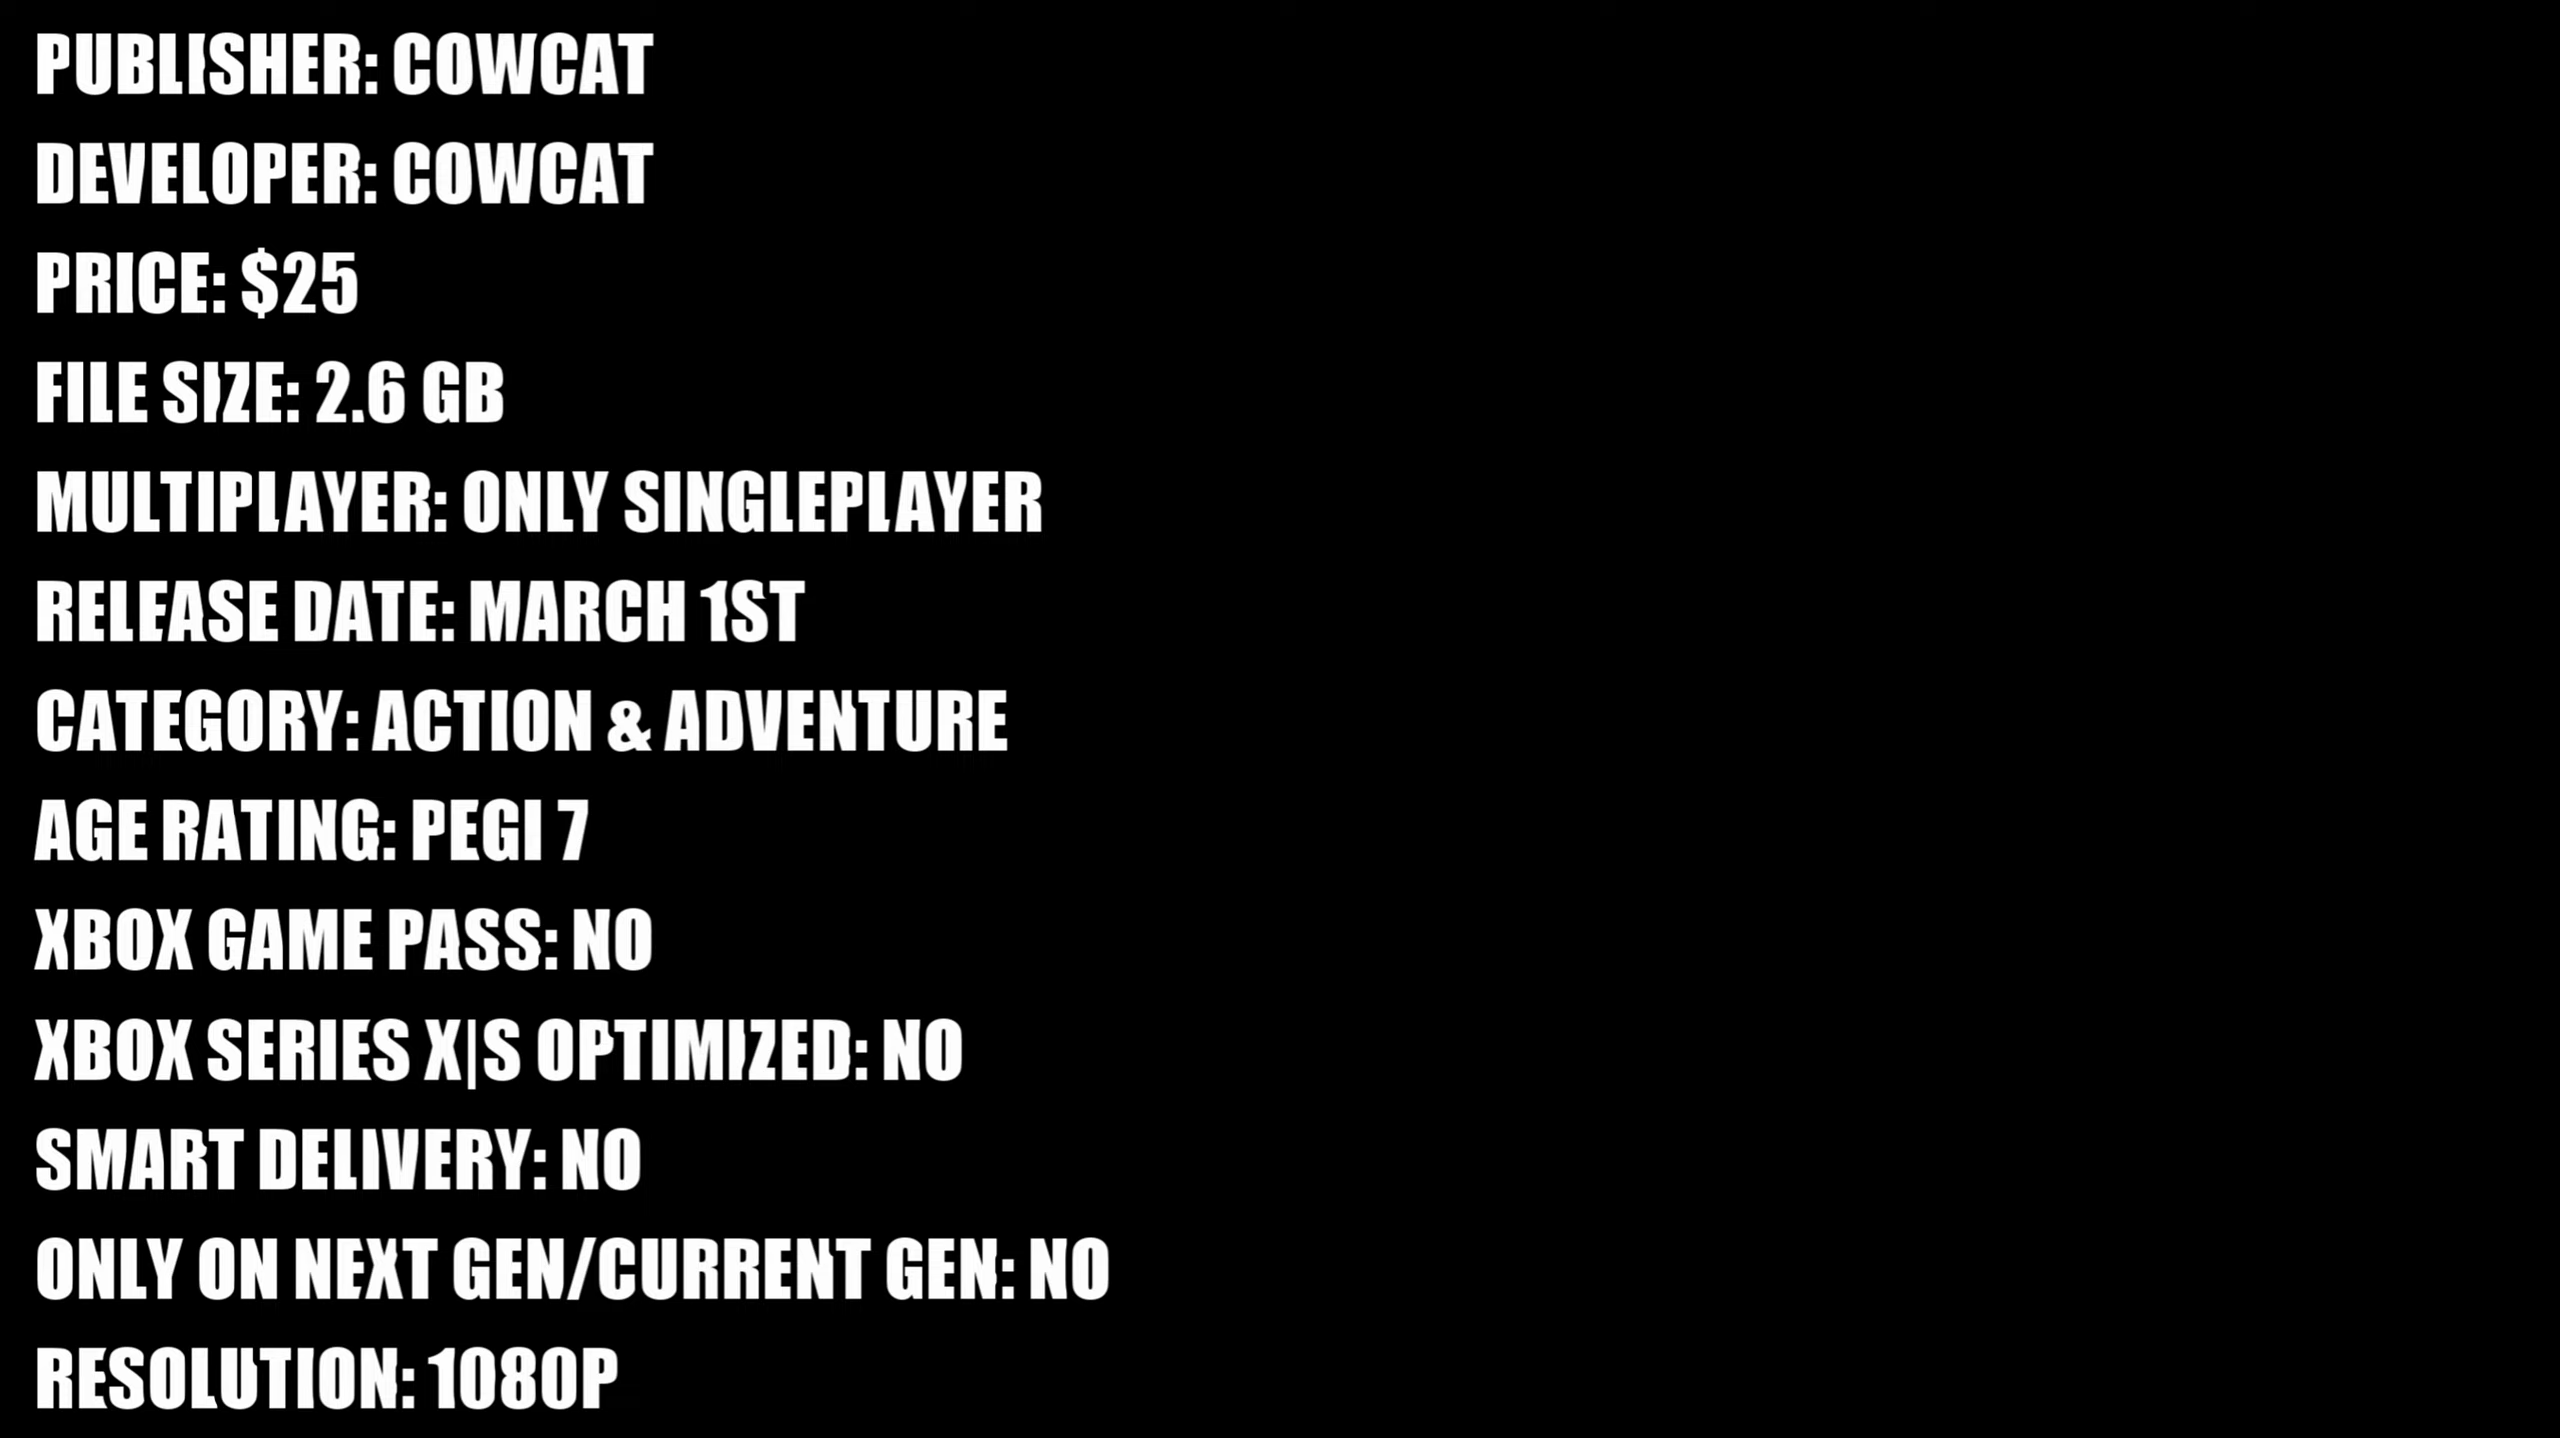 PUBLISHER: COWCAT
DEVELOPER: COWCAT
PRICE: $25
FILE SIZE: 2.6 GB
MULTIPLAYER: ONLY SINGLEPLAYER
RELEASE DATE: MARCH 1ST
CATEGORY: ACTION & ADVENTURE
AGE RATING: PEGI 7
XBOX GAME PASS: NO
XBOX SERIES X|S OPTIMIZED: NO
SMART DELIVERY: NO
ONLY ON NEXT GEN/CURRENT GEN: NO
RESOLUTION: 1080P